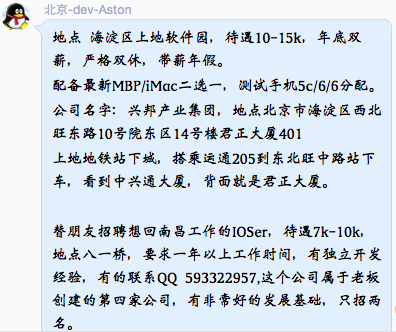 北京-dev-Aston
地点 海淀区上地软件园，待遇10-15k，年底双
薪，严格双休，带薪年假。
配备最新MBP/iMac二选一，测试手机5c/6/6分配。
公司名字：兴邦产业集团，地点北京市海淀区西北
旺东路10号院东区14号楼君正大厦401
上地地铁站下城，搭乘运通205到东北旺中路站下
车，看到中兴通大厦，背面就是君正大厦。
替朋友招聘想回南昌工作的IOSer，待遇7k-10k，
地点八一桥，要求一年以上工作时间，有独立开发
经验，有的联系QQ 593322957,这个公司属于老板
创建的第四家公司，有非常好的发展基础，只招两
名。